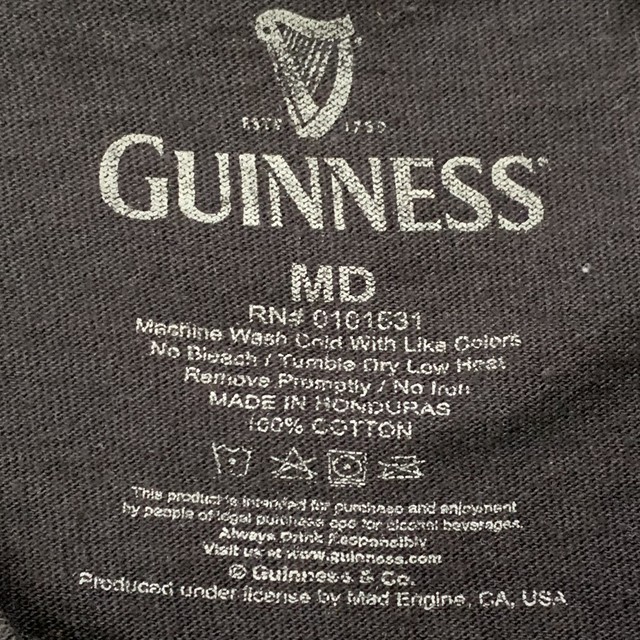 ESTD 1759
GUINNESS
MD
RN# 0101631
Machine Wash Cold With Like Colors
No Bleach / Tumble Dry Low Heat
Remove Promptly / No Iron
MADE IN HONDURAS
100% COTTON
This product is intended for purchase and enjoyment
by people of legal purchase age for alcohol beverages.
Always Drink Responsibly
Visit us at www.guinness.com
© Guinness & Co.
Produced under license by Mad Engine, CA, USA